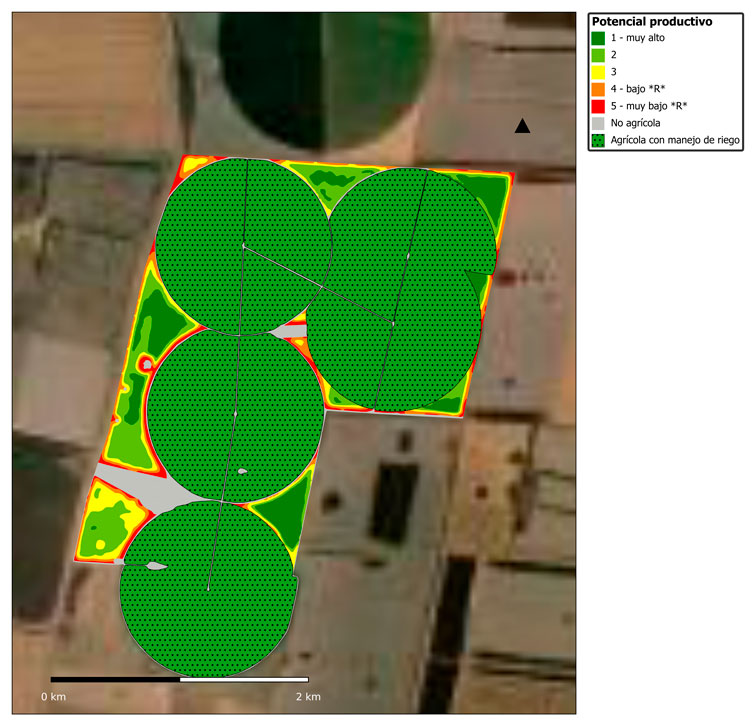 Potencial productivo
1 - muy alto
2
3
4 - bajo *R*
5 - muy bajo *R*
No agrícola
Agrícola con manejo de riego
0 km 2 km